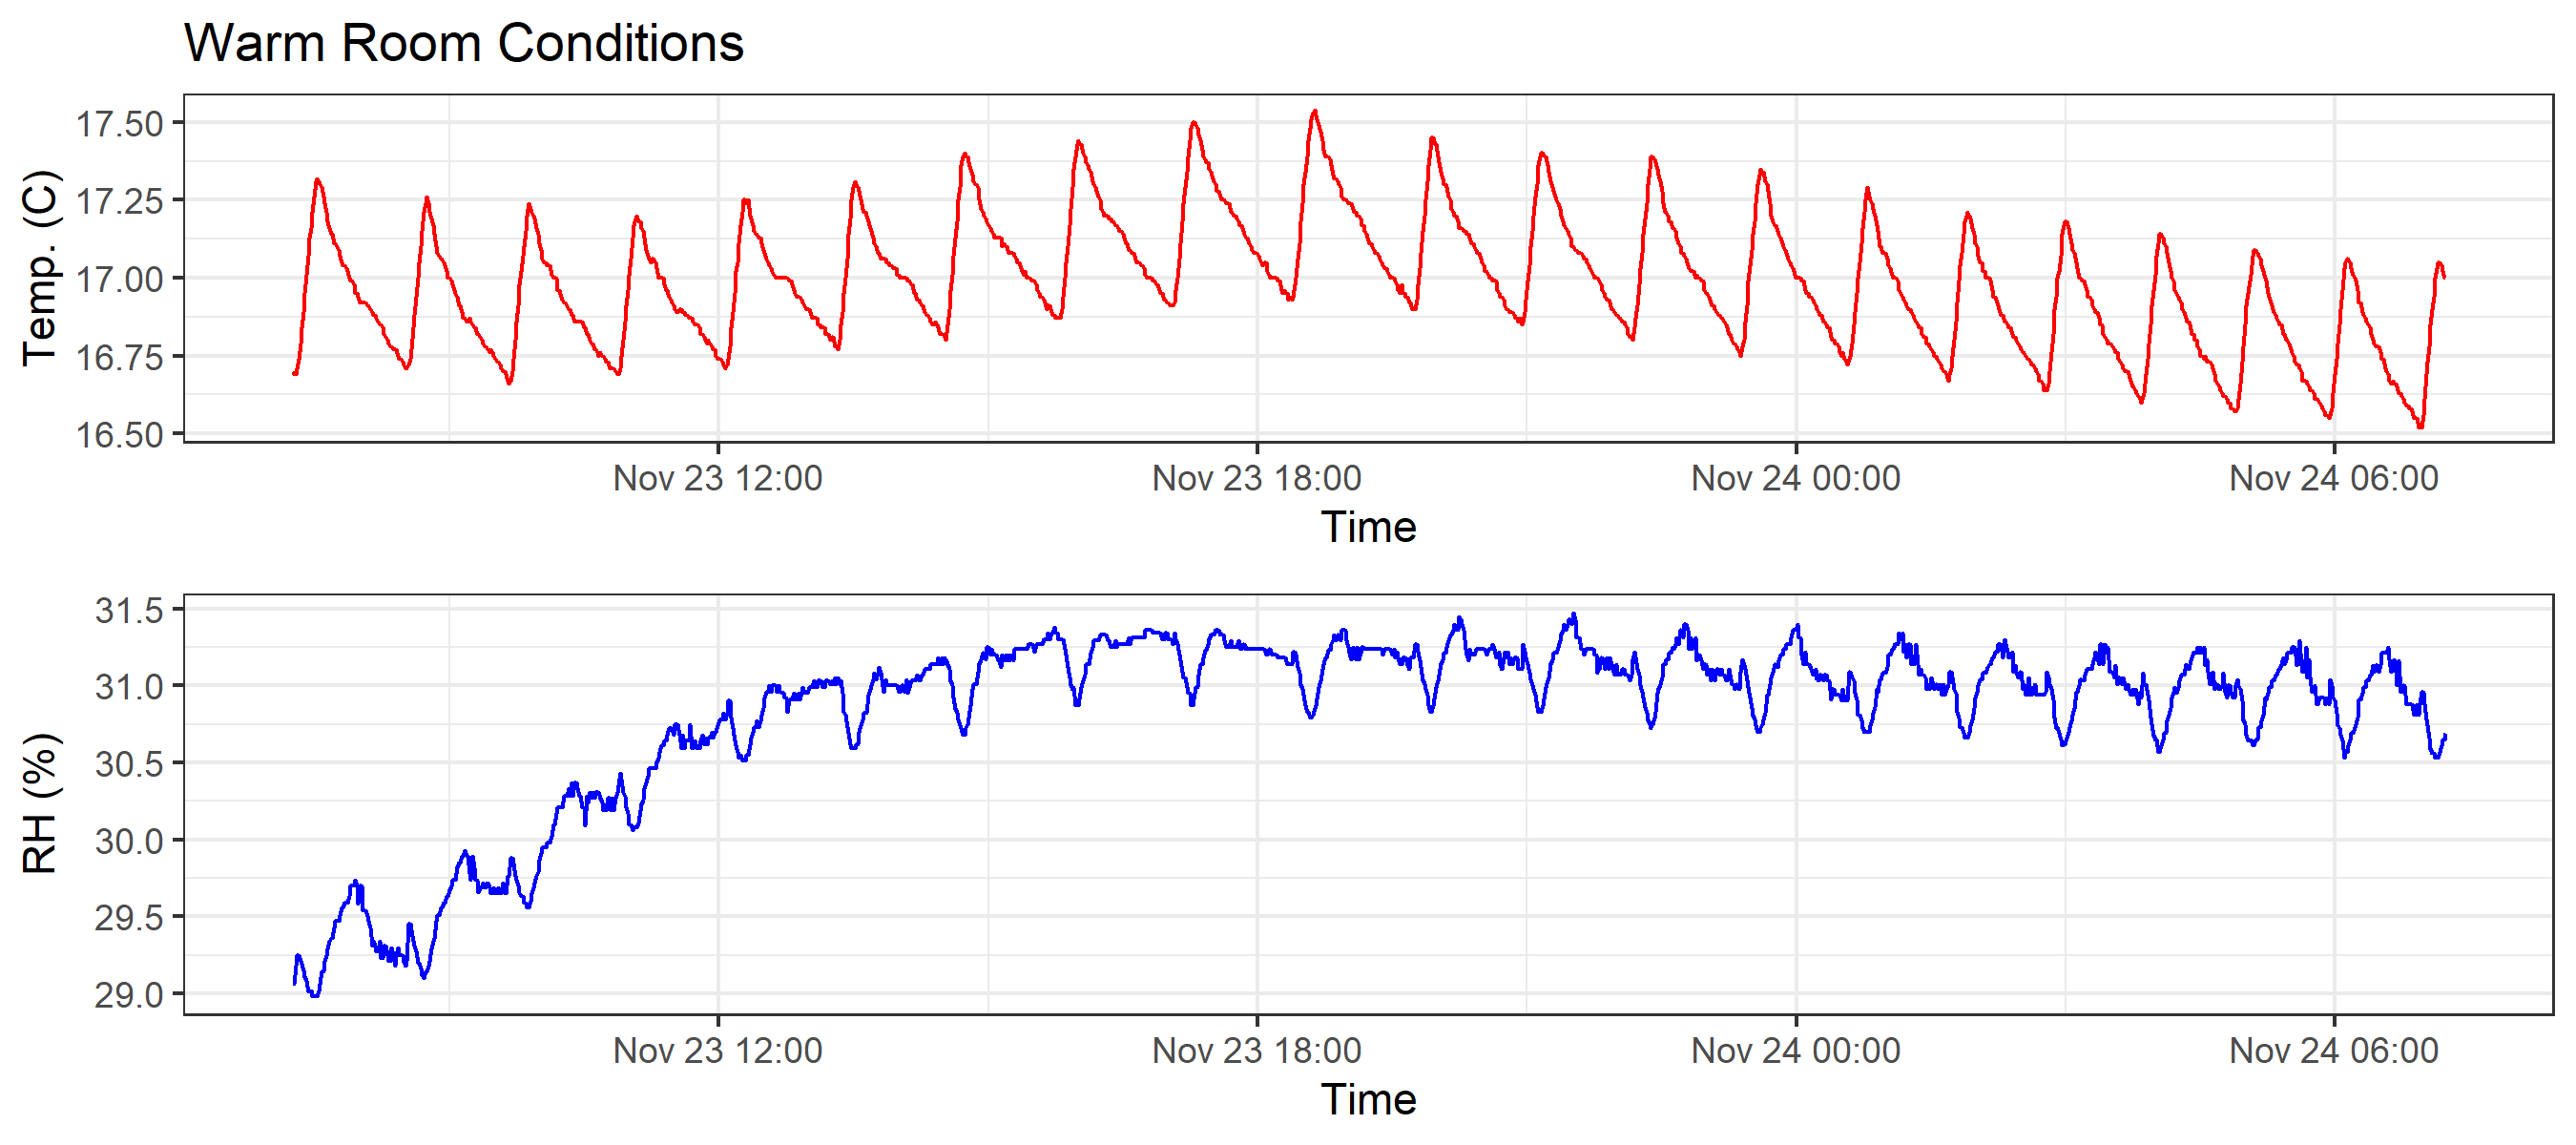 Warm Room Conditions
Temp. (C)
17.50
17.25
17.00
16.75
16.50
Nov 23 12:00 Nov 23 18:00 Nov 24 00:00 Nov 24 06:00
Time
RH (%)
31.5
31.0
30.5
30.0
29.5
29.0
Nov 23 12:00 Nov 23 18:00 Nov 24 00:00 Nov 24 06:00
Time